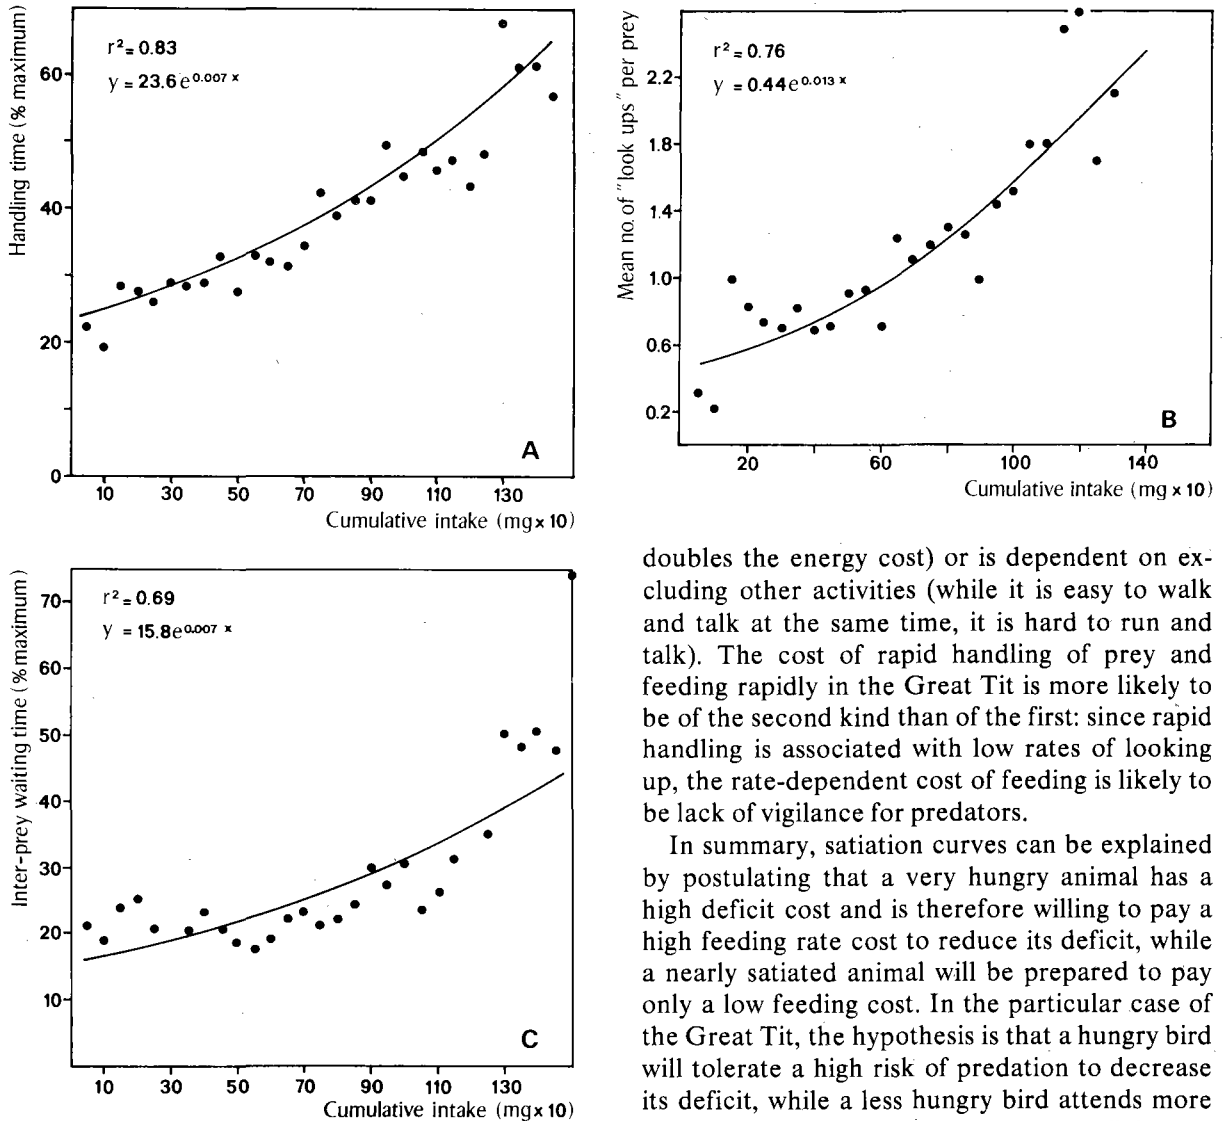 Handling time (% maximum)
r² = 0.83
y = 23.6 e^0.007 x
60
40
20
0
A
10 30 50 70 90 110 130
Cumulative intake (mg x 10)
Mean no. of "look ups" per prey
r² = 0.76
y = 0.44e^0.013 x
2.2
1.8
1.4
1.0
0.6
0.2
B
20 60 100 140
Cumulative intake (mg x 10)
Inter-prey waiting time (% maximum)
r² = 0.69
y = 15.8e^0.007 x
70
60
50
40
30
20
10
C
10 30 50 70 90 110 130
Cumulative intake (mg x 10)
doubles the energy cost) or is dependent on ex-
cluding other activities (while it is easy to walk
and talk at the same time, it is hard to run and
talk). The cost of rapid handling of prey and
feeding rapidly in the Great Tit is more likely to
be of the second kind than of the first: since rapid
handling is associated with low rates of looking
up, the rate-dependent cost of feeding is likely to
be lack of vigilance for predators.
In summary, satiation curves can be explained
by postulating that a very hungry animal has a
high deficit cost and is therefore willing to pay a
high feeding rate cost to reduce its deficit, while
a nearly satiated animal will be prepared to pay
only a low feeding cost. In the particular case of
the Great Tit, the hypothesis is that a hungry bird
will tolerate a high risk of predation to decrease
its deficit, while a less hungry bird attends more